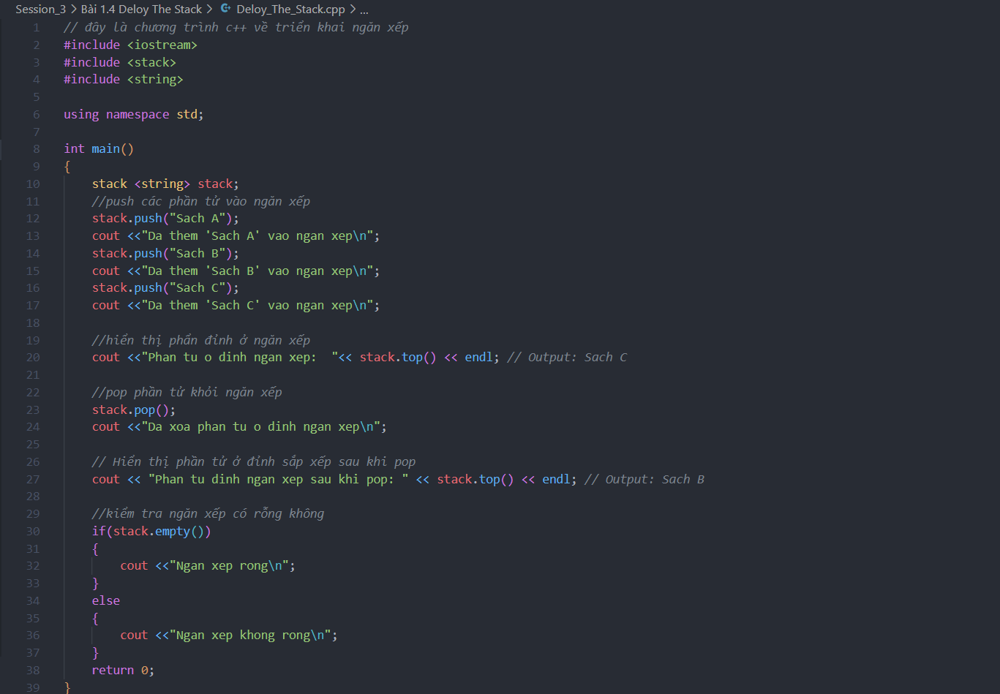 Session_3 > Bài 1.4 Deloy The Stack > Deloy_The_Stack.cpp > ...
1 // đây là chương trình c++ về triển khai ngăn xếp
2 #include <iostream>
3 #include <stack>
4 #include <string>
5
6 using namespace std;
7
8 int main()
9 {
10 stack <string> stack;
11 //push các phần tử vào ngăn xếp
12 stack.push("Sach A");
13 cout <<"Da them 'Sach A' vao ngan xep\n";
14 stack.push("Sach B");
15 cout <<"Da them 'Sach B' vao ngan xep\n";
16 stack.push("Sach C");
17 cout <<"Da them 'Sach C' vao ngan xep\n";
18
19 //hiển thị phẩn đỉnh ở ngăn xếp
20 cout <<"Phan tu o dinh ngan xep:  "<< stack.top() << endl; // Output: Sach C
21
22 //pop phần tử khỏi ngăn xếp
23 stack.pop();
24 cout <<"Da xoa phan tu o dinh ngan xep\n";
25
26 // Hiển thị phần tử ở đỉnh sắp xếp sau khi pop
27 cout << "Phan tu dinh ngan xep sau khi pop: " << stack.top() << endl; // Output: Sach B
28
29 //kiểm tra ngăn xếp có rỗng không
30 if(stack.empty())
31 {
32 cout <<"Ngan xep rong\n";
33 }
34 else
35 {
36 cout <<"Ngan xep khong rong\n";
37 }
38 return 0;
39 }